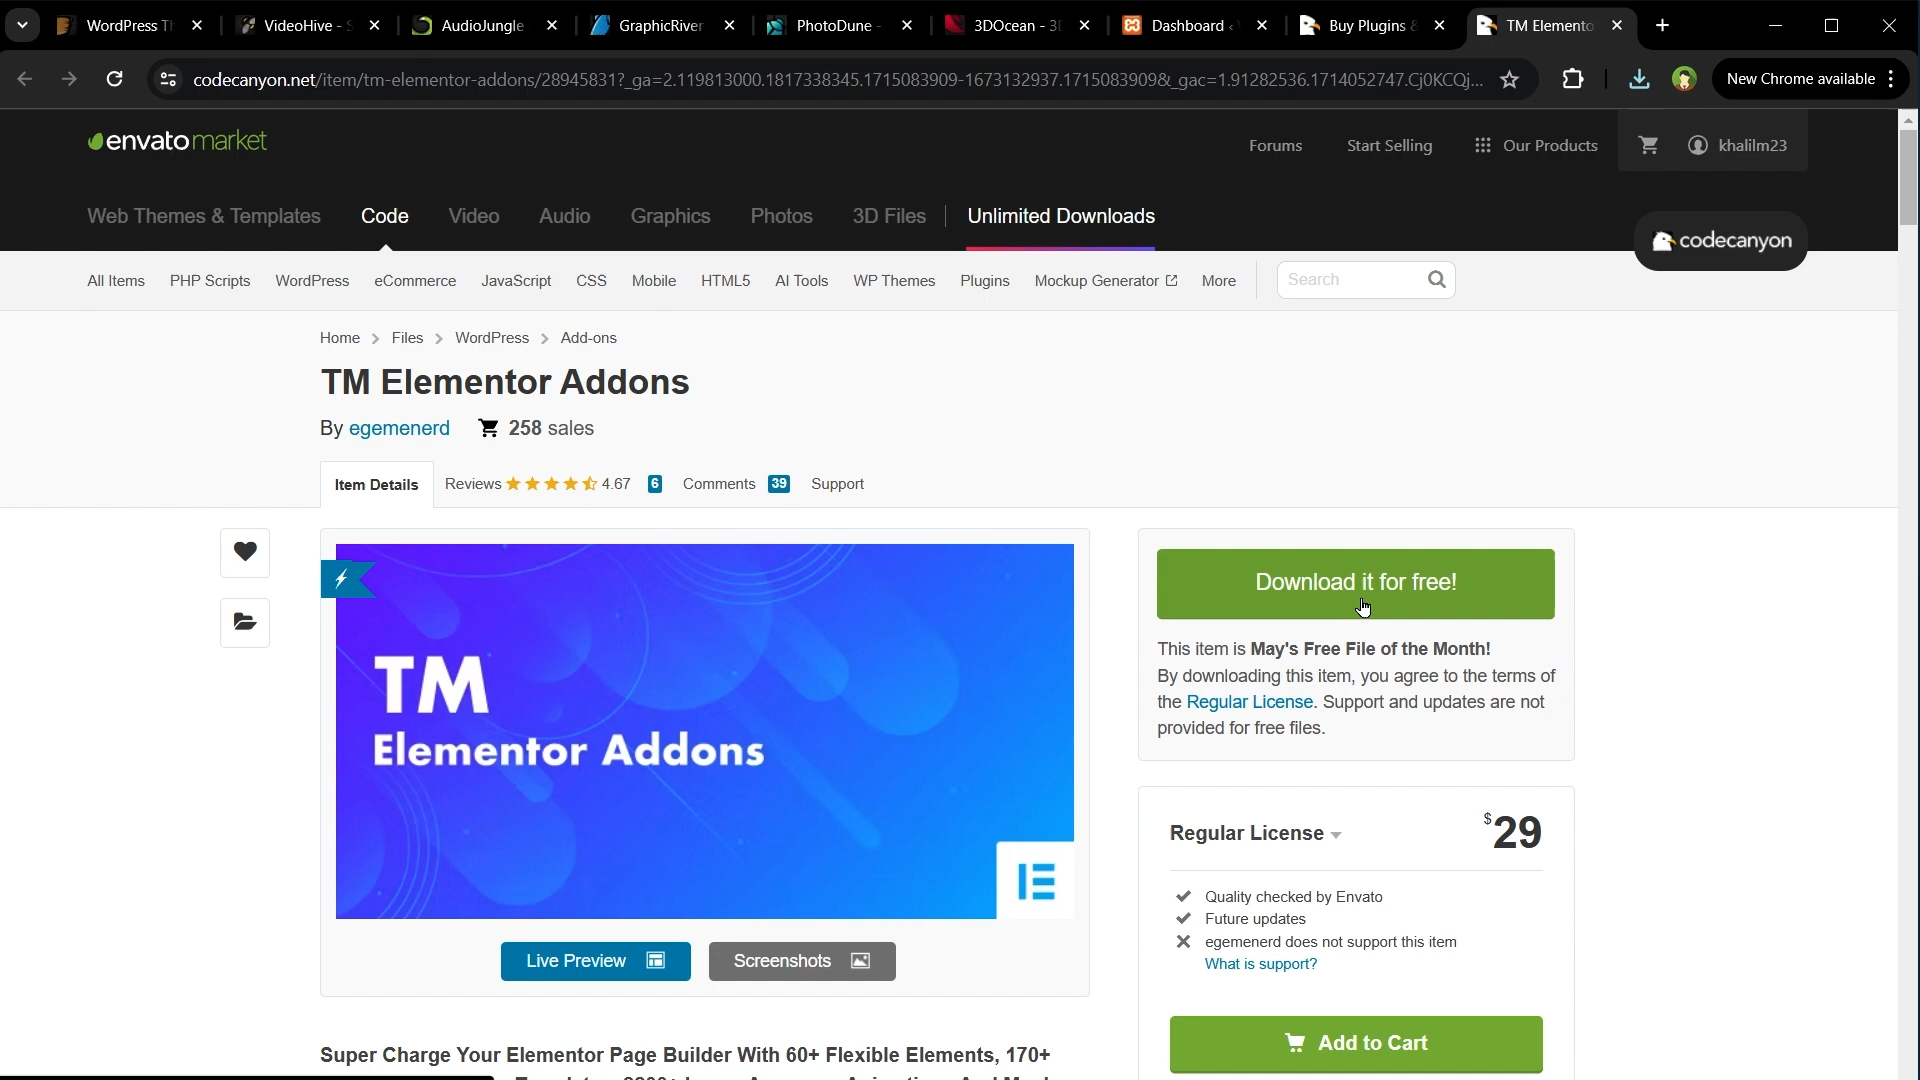 WordPress Th
VideoHive - S
AudioJungle
GraphicRiver
PhotoDune -
3DOcean - 3D
Dashboard ‹
Buy Plugins &
TM Elemento
codecanyon.net/item/tm-elementor-addons/28945831?_ga=2.119813000.1817338345.1715083909-1673132937.1715083909&_gac=1.91282536.1714052747.Cj0KCQj...
New Chrome available
envatomarket
Forums
Start Selling
Our Products
khalilm23
Web Themes & Templates
Code
Video
Audio
Graphics
Photos
3D Files
Unlimited Downloads
codecanyon
All Items
PHP Scripts
WordPress
eCommerce
JavaScript
CSS
Mobile
HTML5
AI Tools
WP Themes
Plugins
Mockup Generator
More
Search
Home > Files > WordPress > Add-ons
TM Elementor Addons
By egemenerd 258 sales
Item Details
Reviews 4.67 6
Comments 39
Support
TM
Elementor Addons
Live Preview
Screenshots
Super Charge Your Elementor Page Builder With 60+ Flexible Elements, 170+
Download it for free!
This item is May's Free File of the Month!
By downloading this item, you agree to the terms of
the Regular License. Support and updates are not
provided for free files.
Regular License $29
Quality checked by Envato
Future updates
egemenerd does not support this item
What is support?
Add to Cart